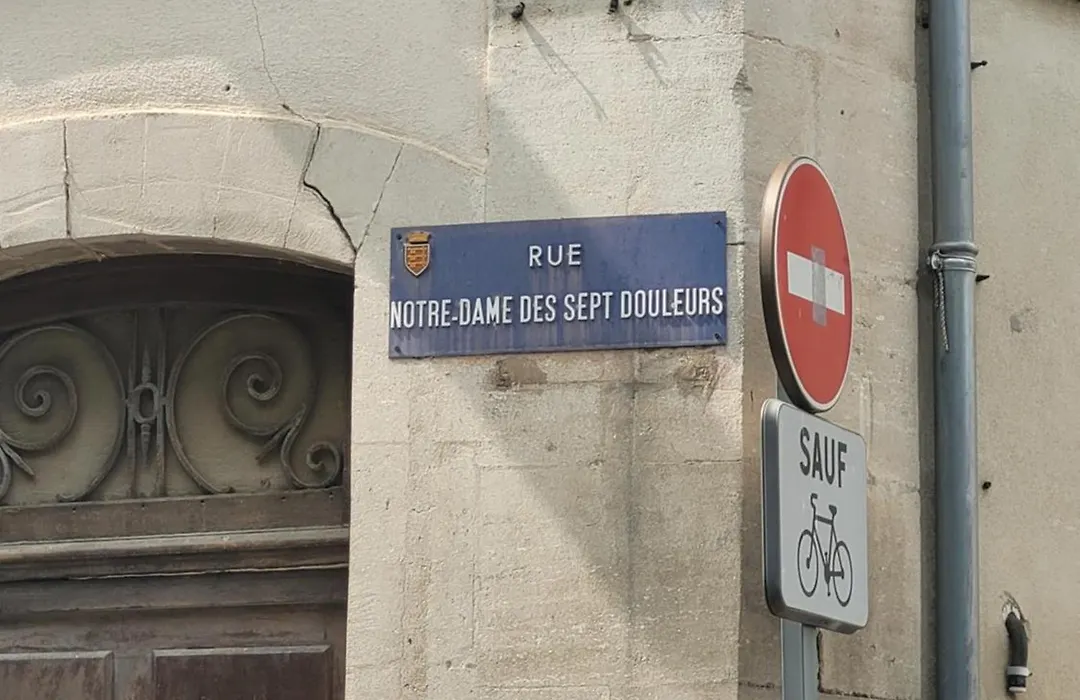 RUE
NOTRE-DAME DES SEPT DOULEURS
SAUF